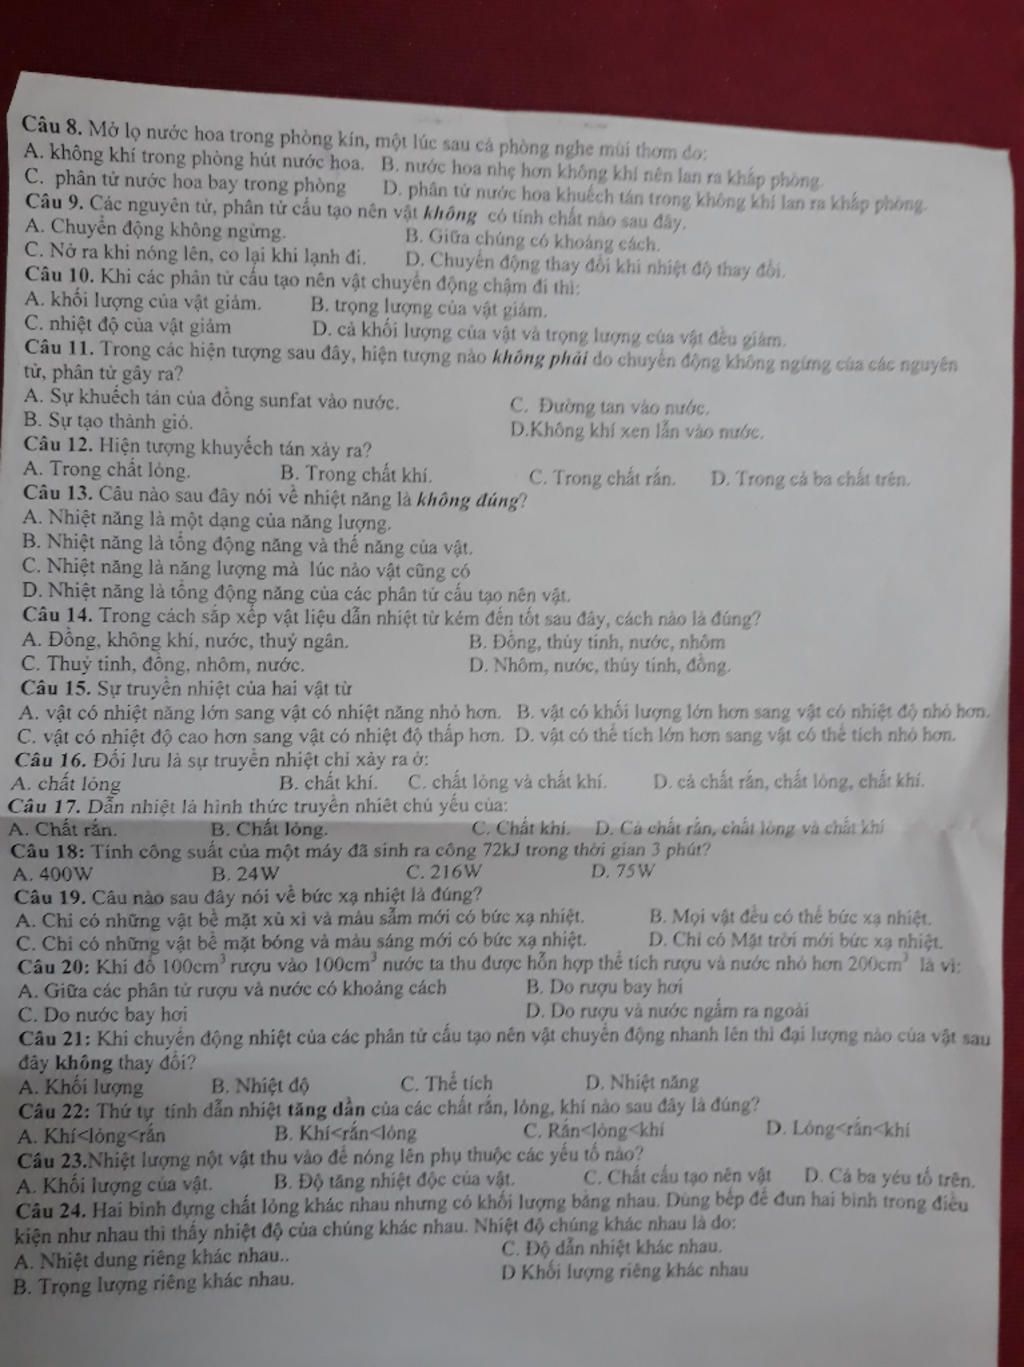 Câu 8. Mở lọ nước hoa trong phòng kín, một lúc sau cả phòng nghe mùi thơm do:
A. không khí trong phòng hút nước hoa. B. nước hoa nhẹ hơn không khí nên lan ra khắp phòng.
C. phân tử nước hoa bay trong phòng D. phân tử nước hoa khuếch tán trong không khí lan ra khắp phòng.
Câu 9. Các nguyên tử, phân tử cấu tạo nên vật không có tính chất nào sau đây.
A. Chuyển động không ngừng. B. Giữa chúng có khoảng cách.
C. Nở ra khi nóng lên, co lại khi lạnh đi. D. Chuyển động thay đổi khi nhiệt độ thay đổi.
Câu 10. Khi các phân tử cấu tạo nên vật chuyển động chậm đi thì:
A. khối lượng của vật giảm. B. trọng lượng của vật giảm.
C. nhiệt độ của vật giảm D. cả khối lượng của vật và trọng lượng của vật đều giảm.
Câu 11. Trong các hiện tượng sau đây, hiện tượng nào không phải do chuyển động không ngừng của các nguyên
tử, phân tử gây ra?
A. Sự khuếch tán của đồng sunfat vào nước. C. Đường tan vào nước.
B. Sự tạo thành gió. D.Không khí xen lẫn vào nước.
Câu 12. Hiện tượng khuyếch tán xảy ra?
A. Trong chất lỏng. B. Trong chất khí. C. Trong chất rắn. D. Trong cả ba chất trên.
Câu 13. Câu nào sau đây nói về nhiệt năng là không đúng?
A. Nhiệt năng là một dạng của năng lượng.
B. Nhiệt năng là tổng động năng và thế năng của vật.
C. Nhiệt năng là năng lượng mà lúc nào vật cũng có
D. Nhiệt năng là tổng động năng của các phân tử cấu tạo nên vật.
Câu 14. Trong cách sắp xếp vật liệu dẫn nhiệt từ kém đến tốt sau đây, cách nào là đúng?
A. Đồng, không khí, nước, thuỷ ngân. B. Đồng, thủy tinh, nước, nhôm
C. Thuỷ tinh, đồng, nhôm, nước. D. Nhôm, nước, thủy tinh, đồng.
Câu 15. Sự truyền nhiệt của hai vật từ
A. vật có nhiệt năng lớn sang vật có nhiệt năng nhỏ hơn. B. vật có khối lượng lớn hơn sang vật có nhiệt độ nhỏ hơn.
C. vật có nhiệt độ cao hơn sang vật có nhiệt độ thấp hơn. D. vật có thể tích lớn hơn sang vật có thể tích nhỏ hơn.
Câu 16. Đối lưu là sự truyền nhiệt chỉ xảy ra ở:
A. chất lỏng B. chất khí. C. chất lỏng và chất khí. D. cả chất rắn, chất lỏng, chất khí.
Câu 17. Dẫn nhiệt là hình thức truyền nhiêt chủ yếu của:
A. Chất rắn. B. Chất lỏng. C. Chất khí. D. Cả chất rắn, chất lỏng và chất khí
Câu 18: Tính công suất của một máy đã sinh ra công 72kJ trong thời gian 3 phút?
A. 400W B. 24W C. 216W D. 75W
Câu 19. Câu nào sau đây nói về bức xạ nhiệt là đúng?
A. Chỉ có những vật bề mặt xù xì và màu sẫm mới có bức xạ nhiệt. B. Mọi vật đều có thể bức xạ nhiệt.
C. Chỉ có những vật bề mặt bóng và màu sáng mới có bức xạ nhiệt. D. Chỉ có Mặt trời mới bức xạ nhiệt.
Câu 20: Khi đổ 100cm³ rượu vào 100cm³ nước ta thu được hỗn hợp thể tích rượu và nước nhỏ hơn 200cm³ là vì:
A. Giữa các phân tử rượu và nước có khoảng cách B. Do rượu bay hơi
C. Do nước bay hơi D. Do rượu và nước ngấm ra ngoài
Câu 21: Khi chuyển động nhiệt của các phân tử cấu tạo nên vật chuyển động nhanh lên thì đại lượng nào của vật sau
đây không thay đổi?
A. Khối lượng B. Nhiệt độ C. Thể tích D. Nhiệt năng
Câu 22: Thứ tự tính dẫn nhiệt tăng dần của các chất rắn, lỏng, khí nào sau đây là đúng?
A. Khí<lỏng<rắn B. Khí<rắn<lỏng C. Rắn<lỏng<khí D. Lỏng<rắn<khí
Câu 23.Nhiệt lượng nột vật thu vào để nóng lên phụ thuộc các yếu tố nào?
A. Khối lượng của vật. B. Độ tăng nhiệt độc của vật. C. Chất cấu tạo nên vật D. Cả ba yéu tố trên.
Câu 24. Hai bình đựng chất lỏng khác nhau nhưng có khối lượng bằng nhau. Dùng bếp để đun hai bình trong điều
kiện như nhau thì thấy nhiệt độ của chúng khác nhau. Nhiệt độ chúng khác nhau là do:
A. Nhiệt dung riêng khác nhau.. C. Độ dẫn nhiệt khác nhau.
B. Trọng lượng riêng khác nhau. D Khối lượng riêng khác nhau